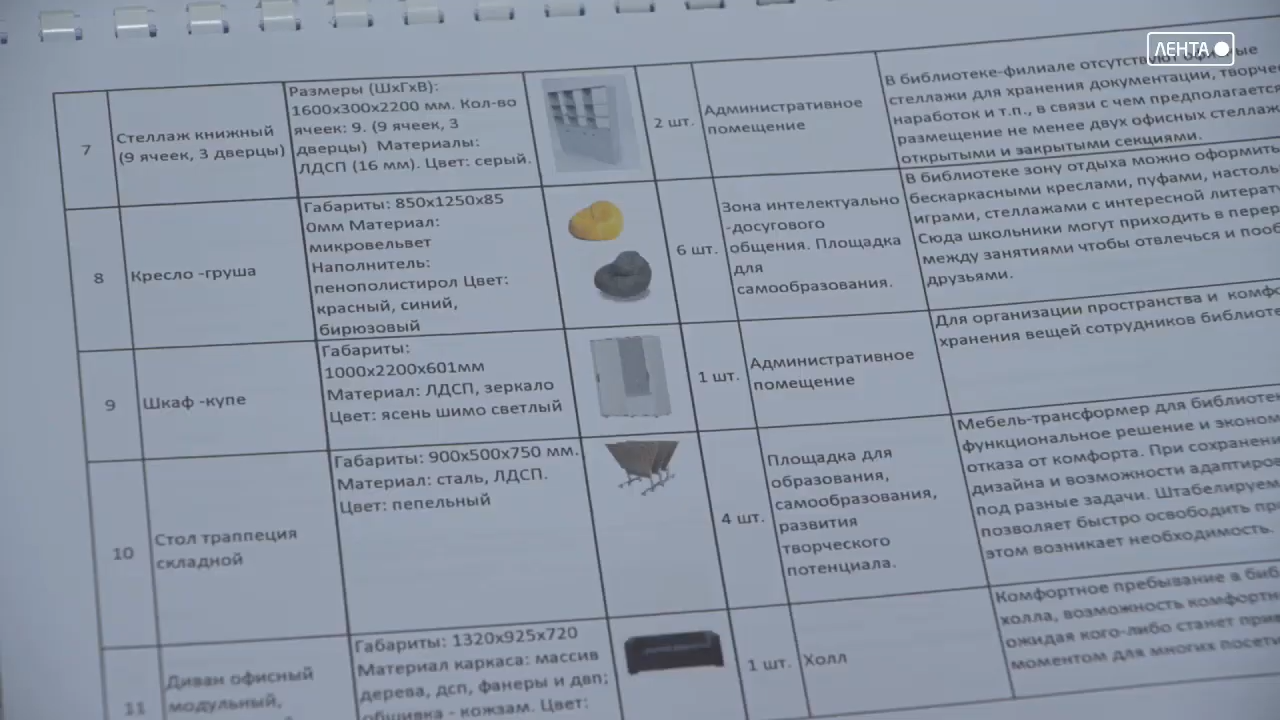 ЛЕНТА
7
Стеллаж книжный
(9 ячеек, 3 дверцы)
Размеры (ШхГхВ):
1600х300х2200 мм. Кол-во
ячеек: 9. (9 ячеек, 3
дверцы) Материалы:
ЛДСП (16 мм). Цвет: серый.
2 шт.
Административное
помещение
В библиотеке-филиале отсутствуют офисные
стеллажи для хранения документации,
наработок и т.п., в связи с чем предполагается
размещение не менее двух офисных
открытыми и закрытыми секциями.
8
Кресло -груша
Габариты: 850х1250х85
0мм Материал:
микровельвет
Наполнитель:
пенополистирол Цвет:
красный, синий,
бирюзовый
6 шт.
Зона интелектуально
-досугового
общения. Площадка
для
самообразования.
В библиотеке зону отдыха можно оформить
бескаркасными креслами, пуфами,
играми, стеллажами с интересной
Сюда школьники могут приходить в
между занятиями чтобы отвлечься и
друзьями.
9
Шкаф -купе
Габариты:
1000х2200х601мм
Материал: ЛДСП, зеркало
Цвет: ясень шимо светлый
1 шт.
Административное
помещение
Для организации пространства и
хранения вещей сотрудников
10
Стол траппеция
складной
Габариты: 900х500х750 мм.
Материал: сталь, ЛДСП.
Цвет: пепельный
4 шт.
Площадка для
образования,
самообразования,
развития
творческого
потенциала.
Мебель-трансформер для
функциональное решение и
отказа от комфорта. При
дизайна и возможности
под разные задачи.
позволяет быстро освободить
этом возникает необходимость.
11
Диван офисный
модульный,
Габариты: 1320х925х720
Материал каркаса: массив
дерева, дсп, фанеры и двп;
обшивка - кожзам. Цвет:
1 шт.
Холл
Комфортное пребывание в
холла, возможность
ожидая кого-либо станет
моментом для многих